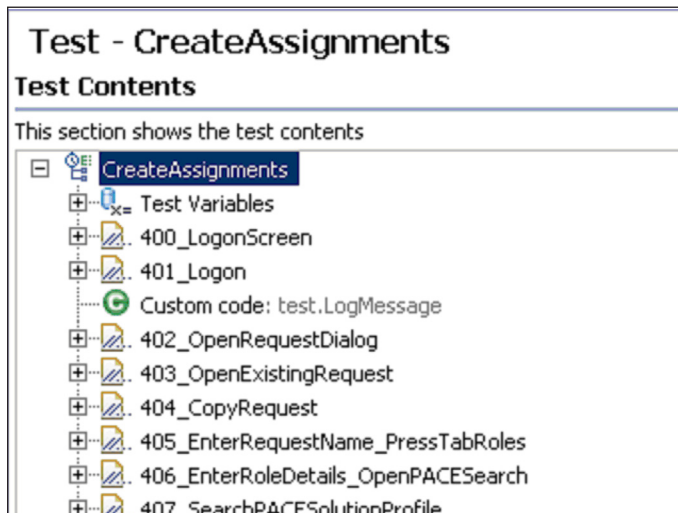 Test - CreateAssignments
Test Contents
This section shows the test contents
CreateAssignments
Test Variables
400_LogonScreen
401_Logon
Custom code: test.LogMessage
402_OpenRequestDialog
403_OpenExistingRequest
404_CopyRequest
405_EnterRequestName_PressTabRoles
406_EnterRoleDetails_OpenPACESearch
407_SearchPACESolutionProfile